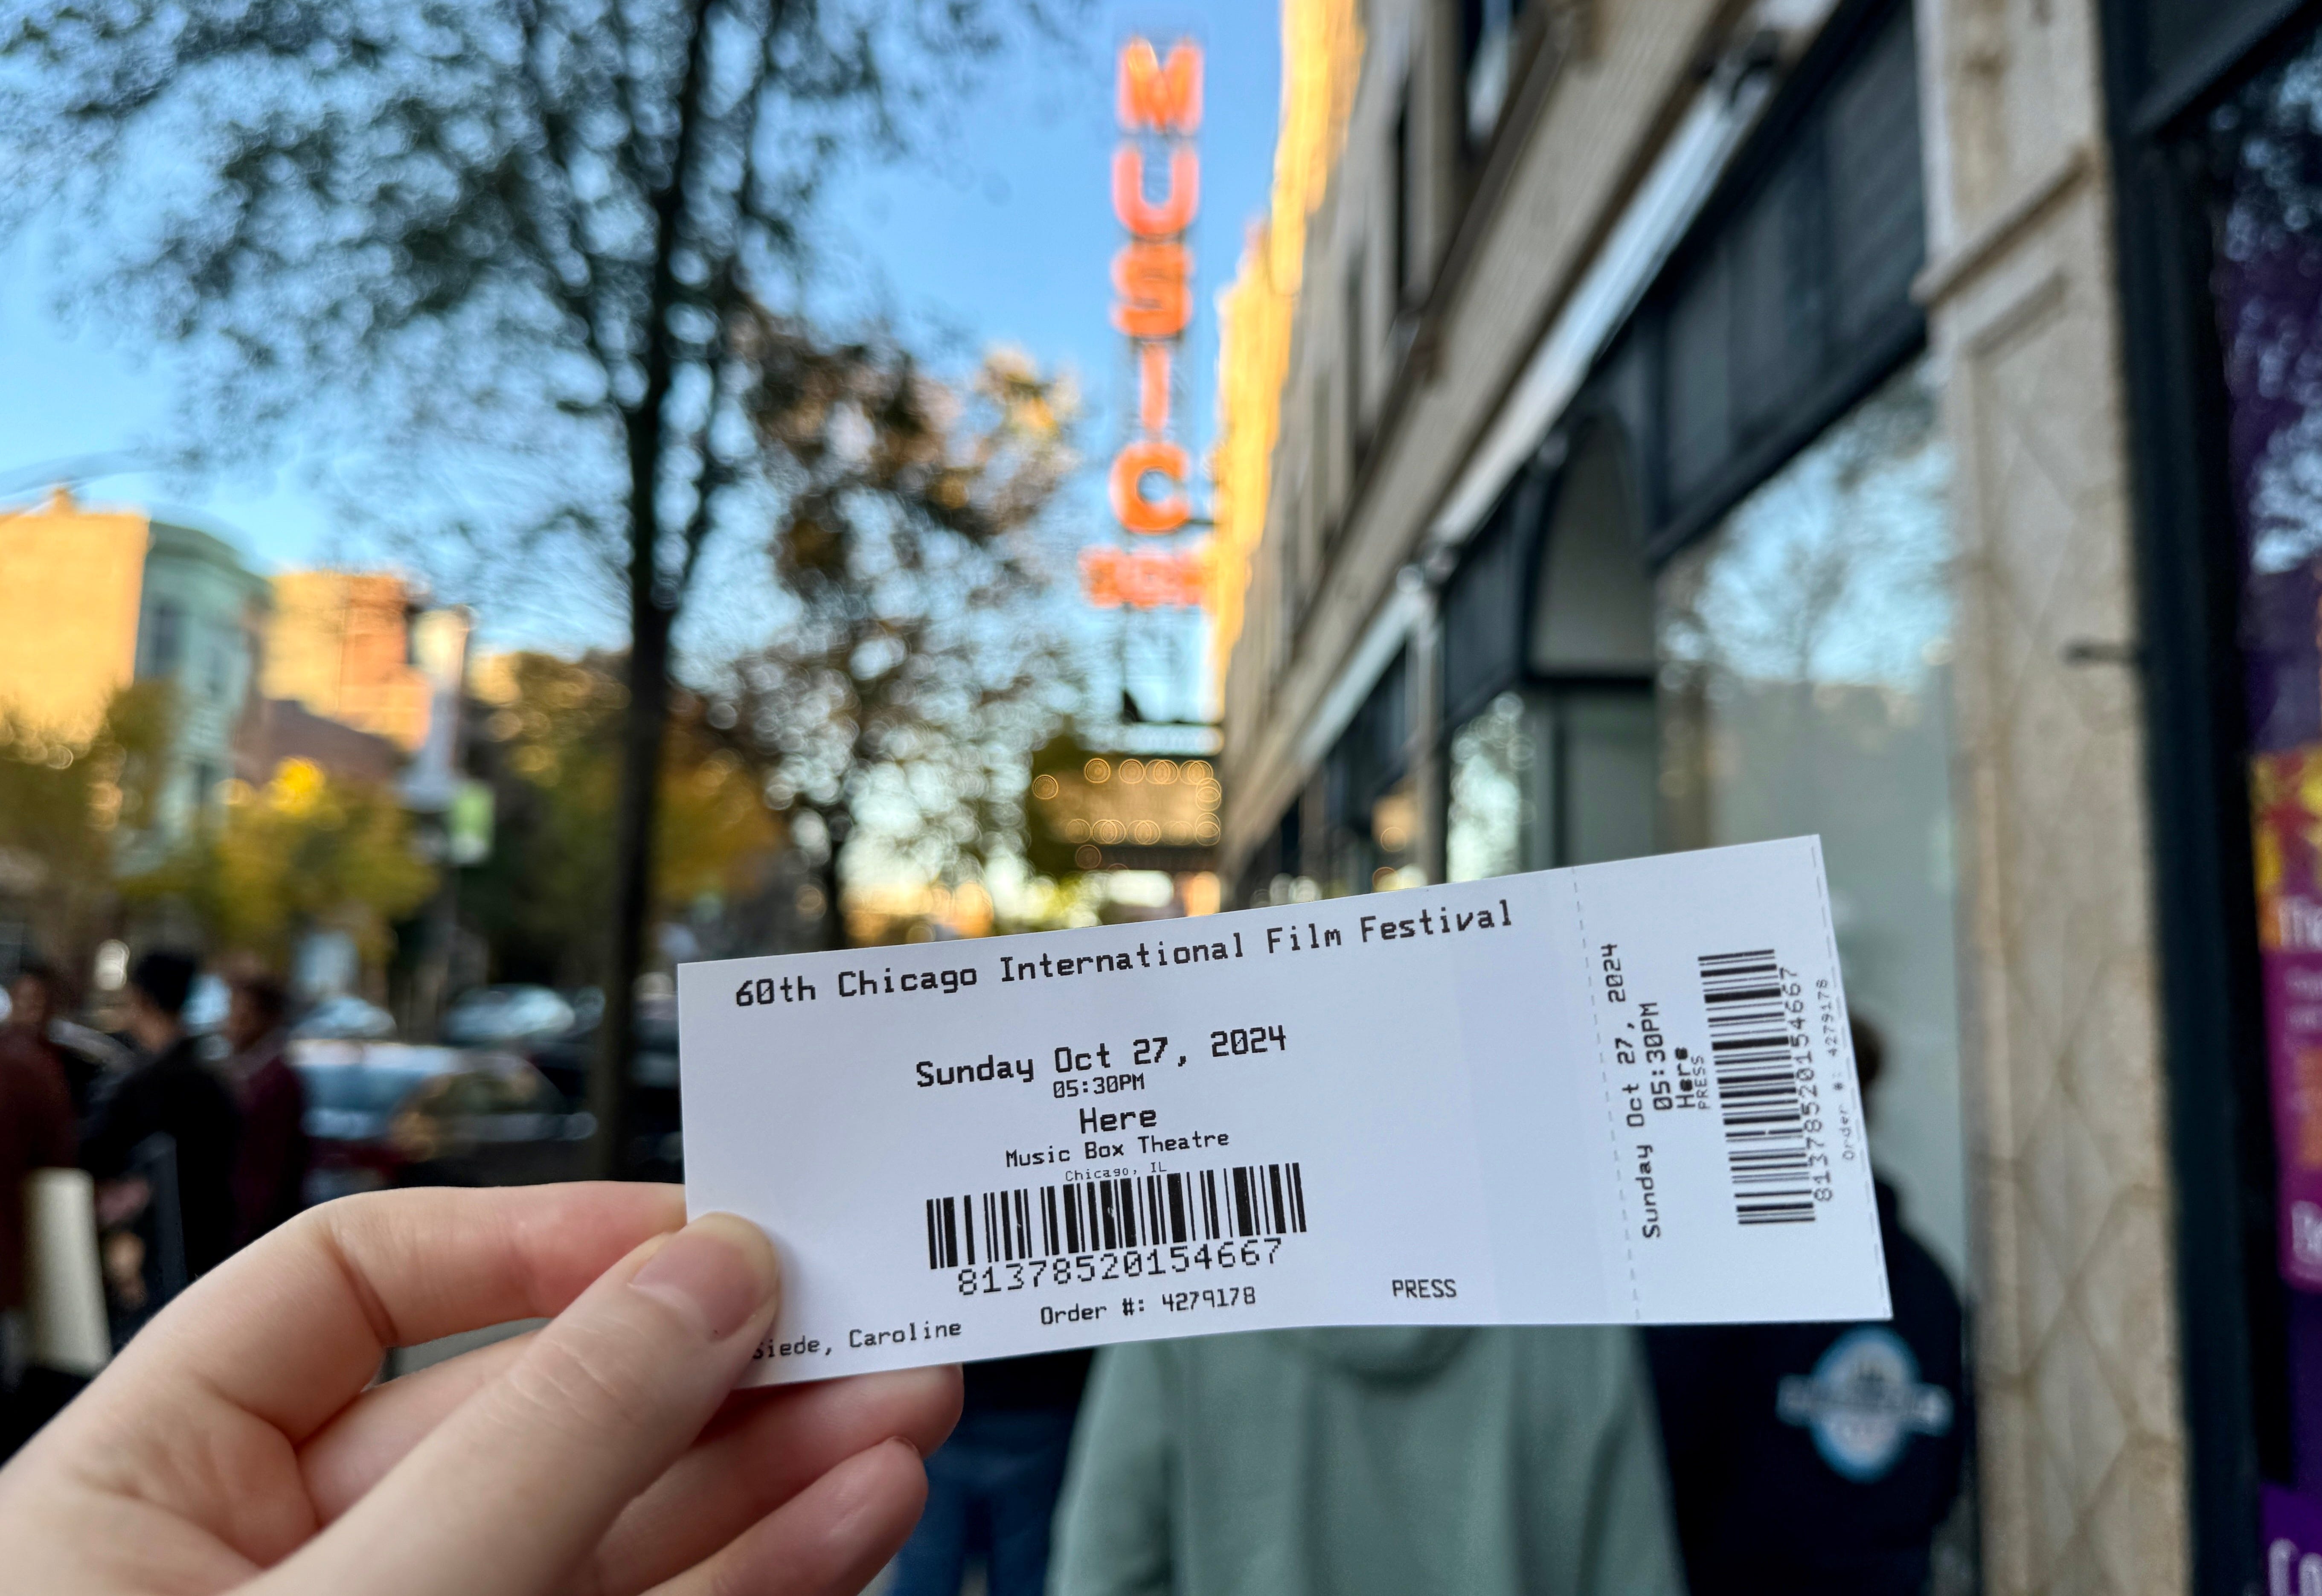 MUSIC
60th Chicago International Film Festival
Sunday Oct 27, 2024
05:30PM
Here
Music Box Theatre
Chicago, IL
81378520154667
Order #: 4279178
PRESS
Siede, Caroline
Sunday Oct 27, 2024
05:30PM
Here
PRESS
81378520154667
Order #: 4279178